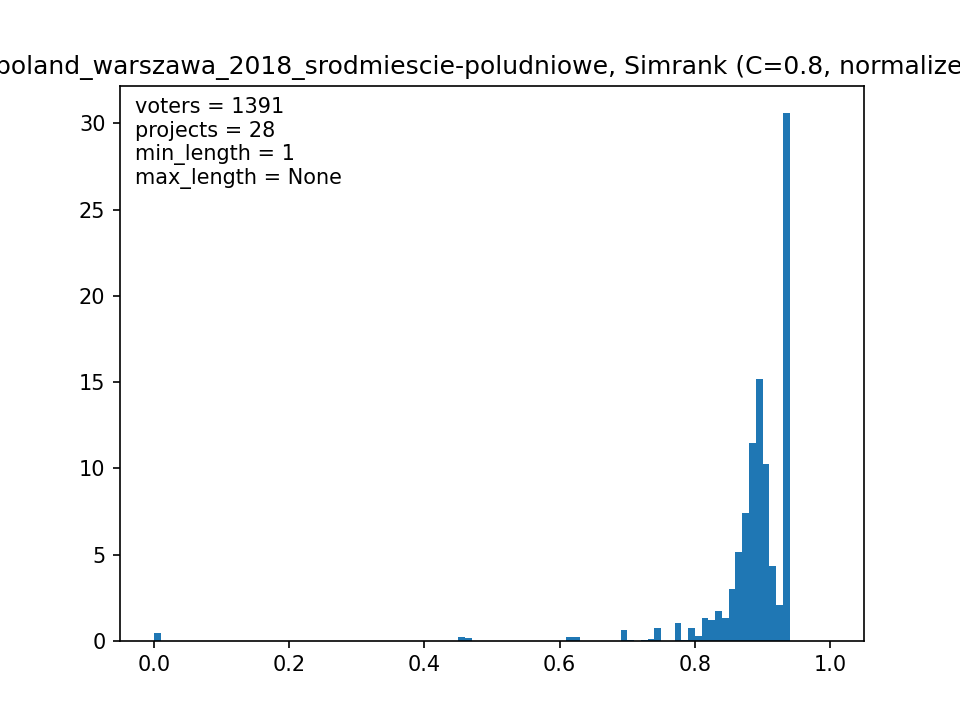 poland_warszawa_2018_srodmiescie-poludniowe, Simrank (C=0.8, normalize
voters = 1391
projects = 28
min_length = 1
max_length = None
30
25
20
15
10
5
0
0.0 0.2 0.4 0.6 0.8 1.0